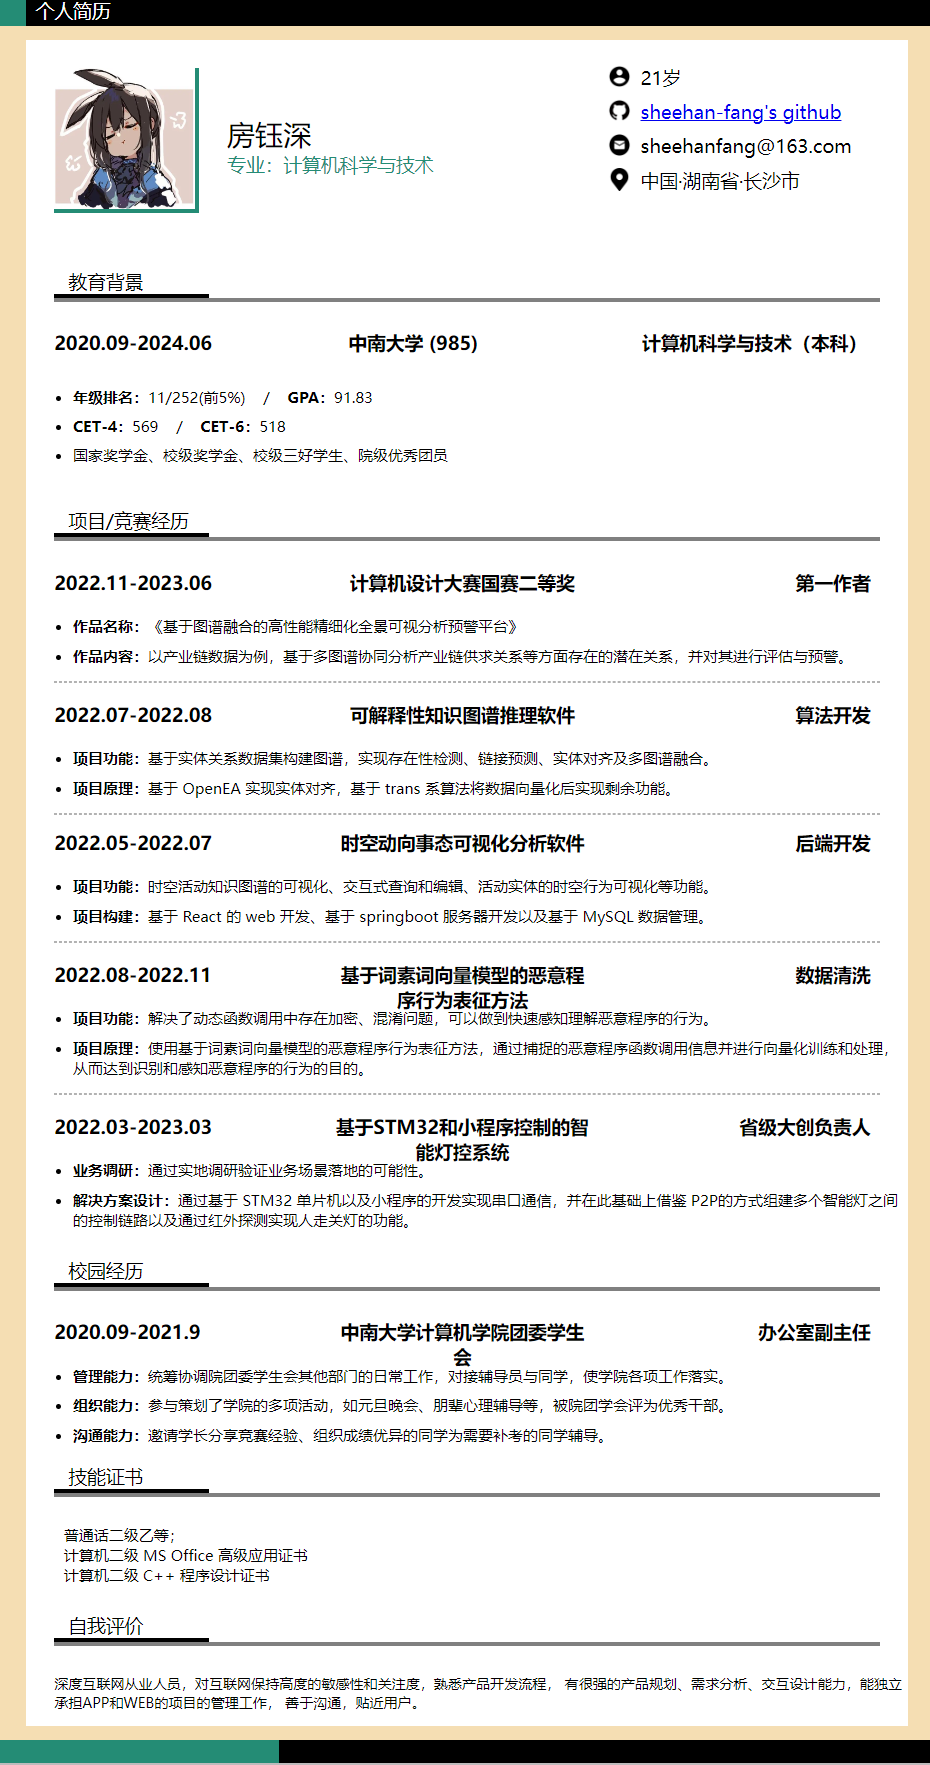 个人简历
21岁
sheehan-fang's github
房钰深
专业：计算机科学与技术
sheehanfang@163.com
中国·湖南省·长沙市
教育背景
2020.09-2024.06 中南大学 (985) 计算机科学与技术（本科）
年级排名：11/252(前5%) / GPA：91.83
CET-4：569 / CET-6：518
国家奖学金、校级奖学金、校级三好学生、院级优秀团员
项目/竞赛经历
2022.11-2023.06 计算机设计大赛国赛二等奖 第一作者
作品名称：《基于图谱融合的高性能精细化全景可视分析预警平台》
作品内容：以产业链数据为例，基于多图谱协同分析产业链供求关系等方面存在的潜在关系，并对其进行评估与预警。
2022.07-2022.08 可解释性知识图谱推理软件 算法开发
项目功能：基于实体关系数据集构建图谱，实现存在性检测、链接预测、实体对齐及多图谱融合。
项目原理：基于 OpenEA 实现实体对齐，基于 trans 系算法将数据向量化后实现剩余功能。
2022.05-2022.07 时空动向事态可视化分析软件 后端开发
项目功能：时空活动知识图谱的可视化、交互式查询和编辑、活动实体的时空行为可视化等功能。
项目构建：基于 React 的 web 开发、基于 springboot 服务器开发以及基于 MySQL 数据管理。
2022.08-2022.11 基于词素词向量模型的恶意程 数据清洗
序行为表征方法
项目功能：解决了动态函数调用中存在加密、混淆问题，可以做到快速感知理解恶意程序的行为。
项目原理：使用基于词素词向量模型的恶意程序行为表征方法，通过捕捉的恶意程序函数调用信息并进行向量化训练和处理，
从而达到识别和感知恶意程序的行为的目的。
2022.03-2023.03 基于STM32和小程序控制的智 省级大创负责人
能灯控系统
业务调研：通过实地调研验证业务场景落地的可能性。
解决方案设计：通过基于 STM32 单片机以及小程序的开发实现串口通信，并在此基础上借鉴 P2P的方式组建多个智能灯之间
的控制链路以及通过红外探测实现人走关灯的功能。
校园经历
2020.09-2021.9 中南大学计算机学院团委学生 办公室副主任
会
管理能力：统筹协调院团委学生会其他部门的日常工作，对接辅导员与同学，使学院各项工作落实。
组织能力：参与策划了学院的多项活动，如元旦晚会、朋辈心理辅导等，被院团学会评为优秀干部。
沟通能力：邀请学长分享竞赛经验、组织成绩优异的同学为需要补考的同学辅导。
技能证书
普通话二级乙等；
计算机二级 MS Office 高级应用证书
计算机二级 C++ 程序设计证书
自我评价
深度互联网从业人员，对互联网保持高度的敏感性和关注度，熟悉产品开发流程， 有很强的产品规划、需求分析、交互设计能力，能独立
承担APP和WEB的项目的管理工作， 善于沟通，贴近用户。